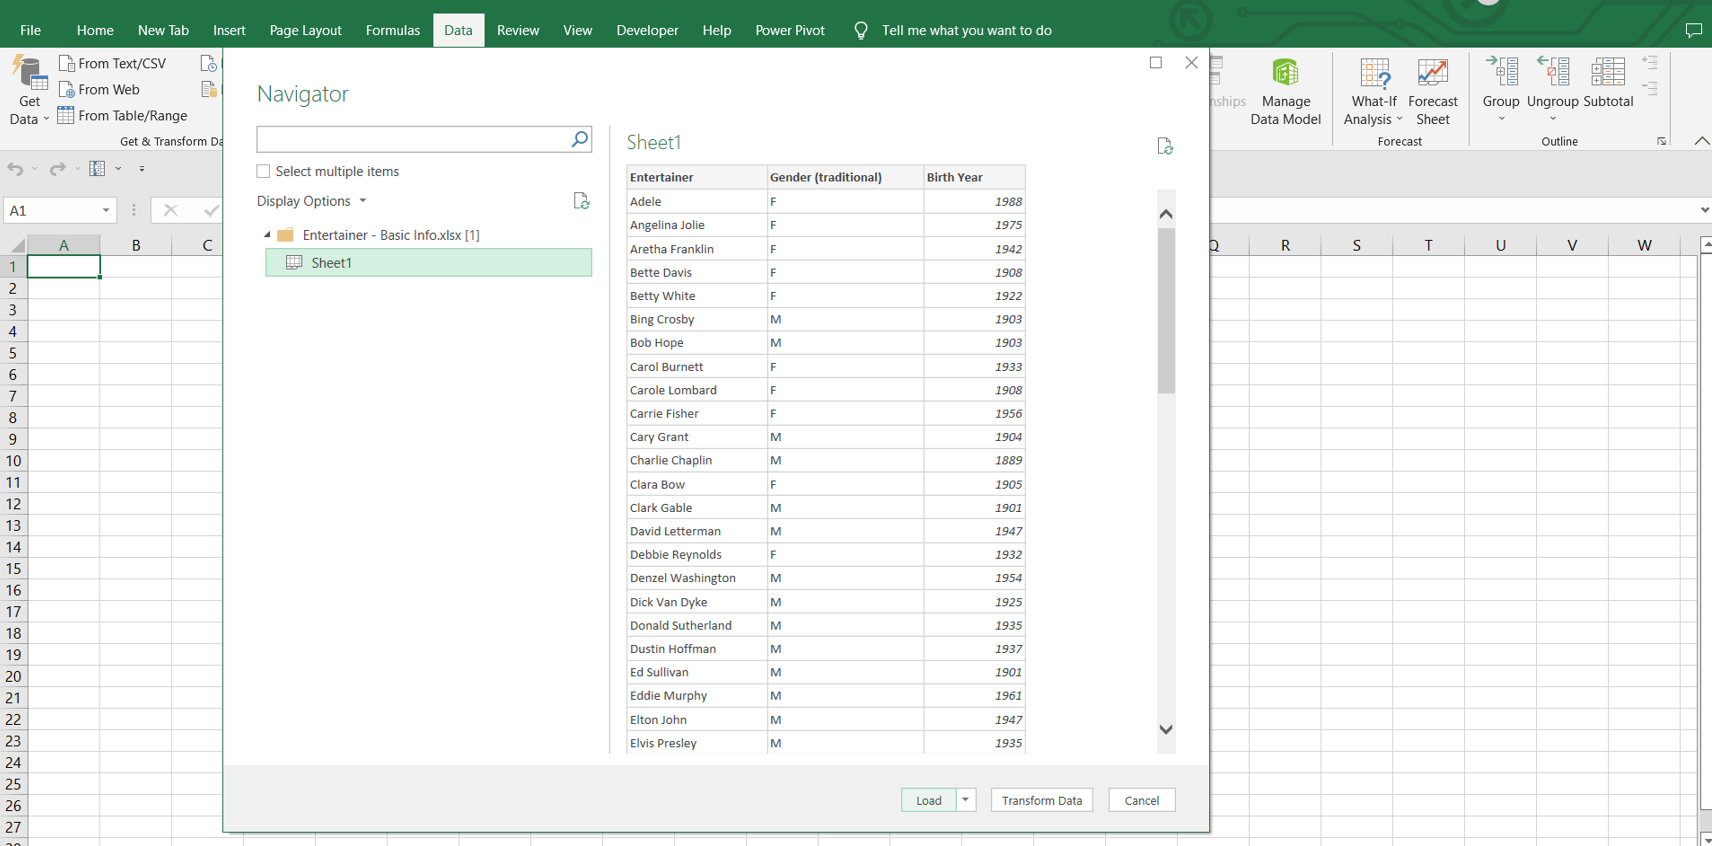 File Home New Tab Insert Page Layout Formulas Data Review View Developer Help Power Pivot Tell me what you want to do
From Text/CSV
From Web
From Table/Range
Get
Data
Get & Transform Da
nships
Manage
Data Model
What-If
Analysis
Forecast
Sheet
Forecast
Group
Ungroup
Subtotal
Outline
A1
A B C Q R S T U V W
1
2
3
4
5
6
7
8
9
10
11
12
13
14
15
16
17
18
19
20
21
22
23
24
25
26
27
Navigator
Select multiple items
Display Options
Entertainer - Basic Info.xlsx [1]
Sheet1
Sheet1
Entertainer Gender (traditional) Birth Year
Adele F 1988
Angelina Jolie F 1975
Aretha Franklin F 1942
Bette Davis F 1908
Betty White F 1922
Bing Crosby M 1903
Bob Hope M 1903
Carol Burnett F 1933
Carole Lombard F 1908
Carrie Fisher F 1956
Cary Grant M 1904
Charlie Chaplin M 1889
Clara Bow F 1905
Clark Gable M 1901
David Letterman M 1947
Debbie Reynolds F 1932
Denzel Washington M 1954
Dick Van Dyke M 1925
Donald Sutherland M 1935
Dustin Hoffman M 1937
Ed Sullivan M 1901
Eddie Murphy M 1961
Elton John M 1947
Elvis Presley M 1935
Load Transform Data Cancel